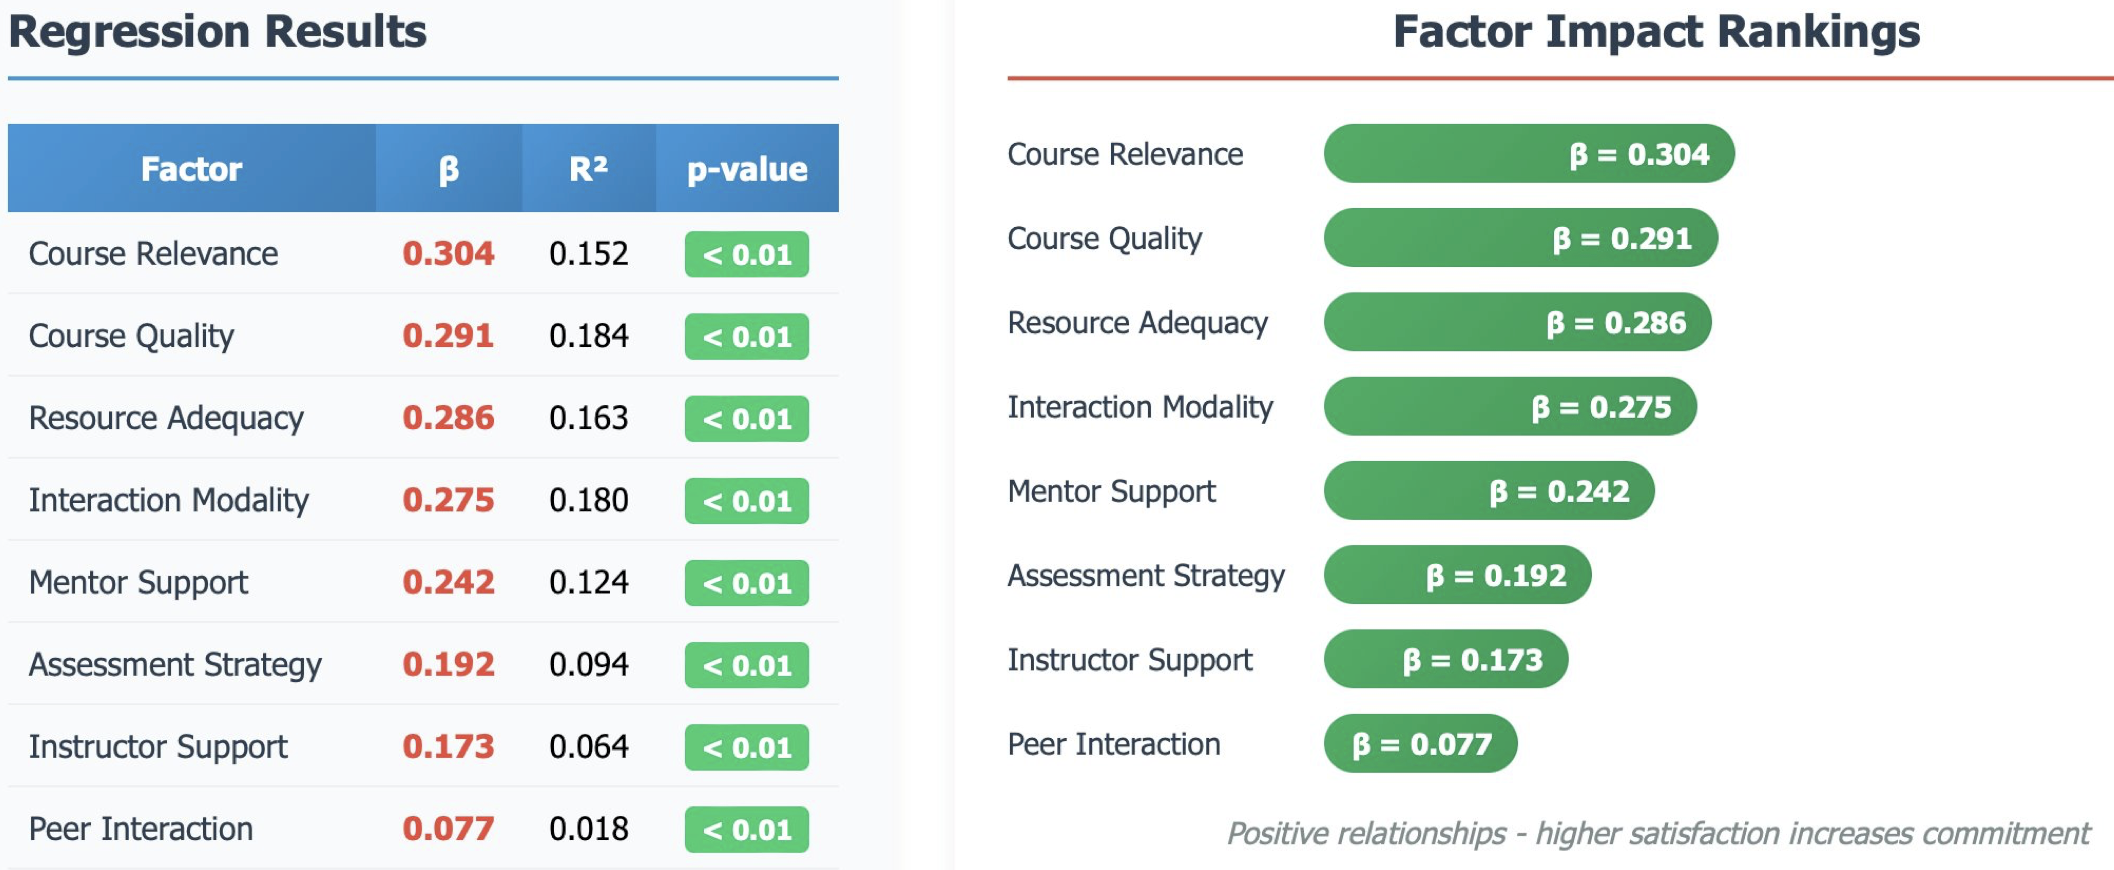 Regression Results
Factor β R² p-value
Course Relevance 0.304 0.152 < 0.01
Course Quality 0.291 0.184 < 0.01
Resource Adequacy 0.286 0.163 < 0.01
Interaction Modality 0.275 0.180 < 0.01
Mentor Support 0.242 0.124 < 0.01
Assessment Strategy 0.192 0.094 < 0.01
Instructor Support 0.173 0.064 < 0.01
Peer Interaction 0.077 0.018 < 0.01
Factor Impact Rankings
Course Relevance β = 0.304
Course Quality β = 0.291
Resource Adequacy β = 0.286
Interaction Modality β = 0.275
Mentor Support β = 0.242
Assessment Strategy β = 0.192
Instructor Support β = 0.173
Peer Interaction β = 0.077
Positive relationships - higher satisfaction increases commitment